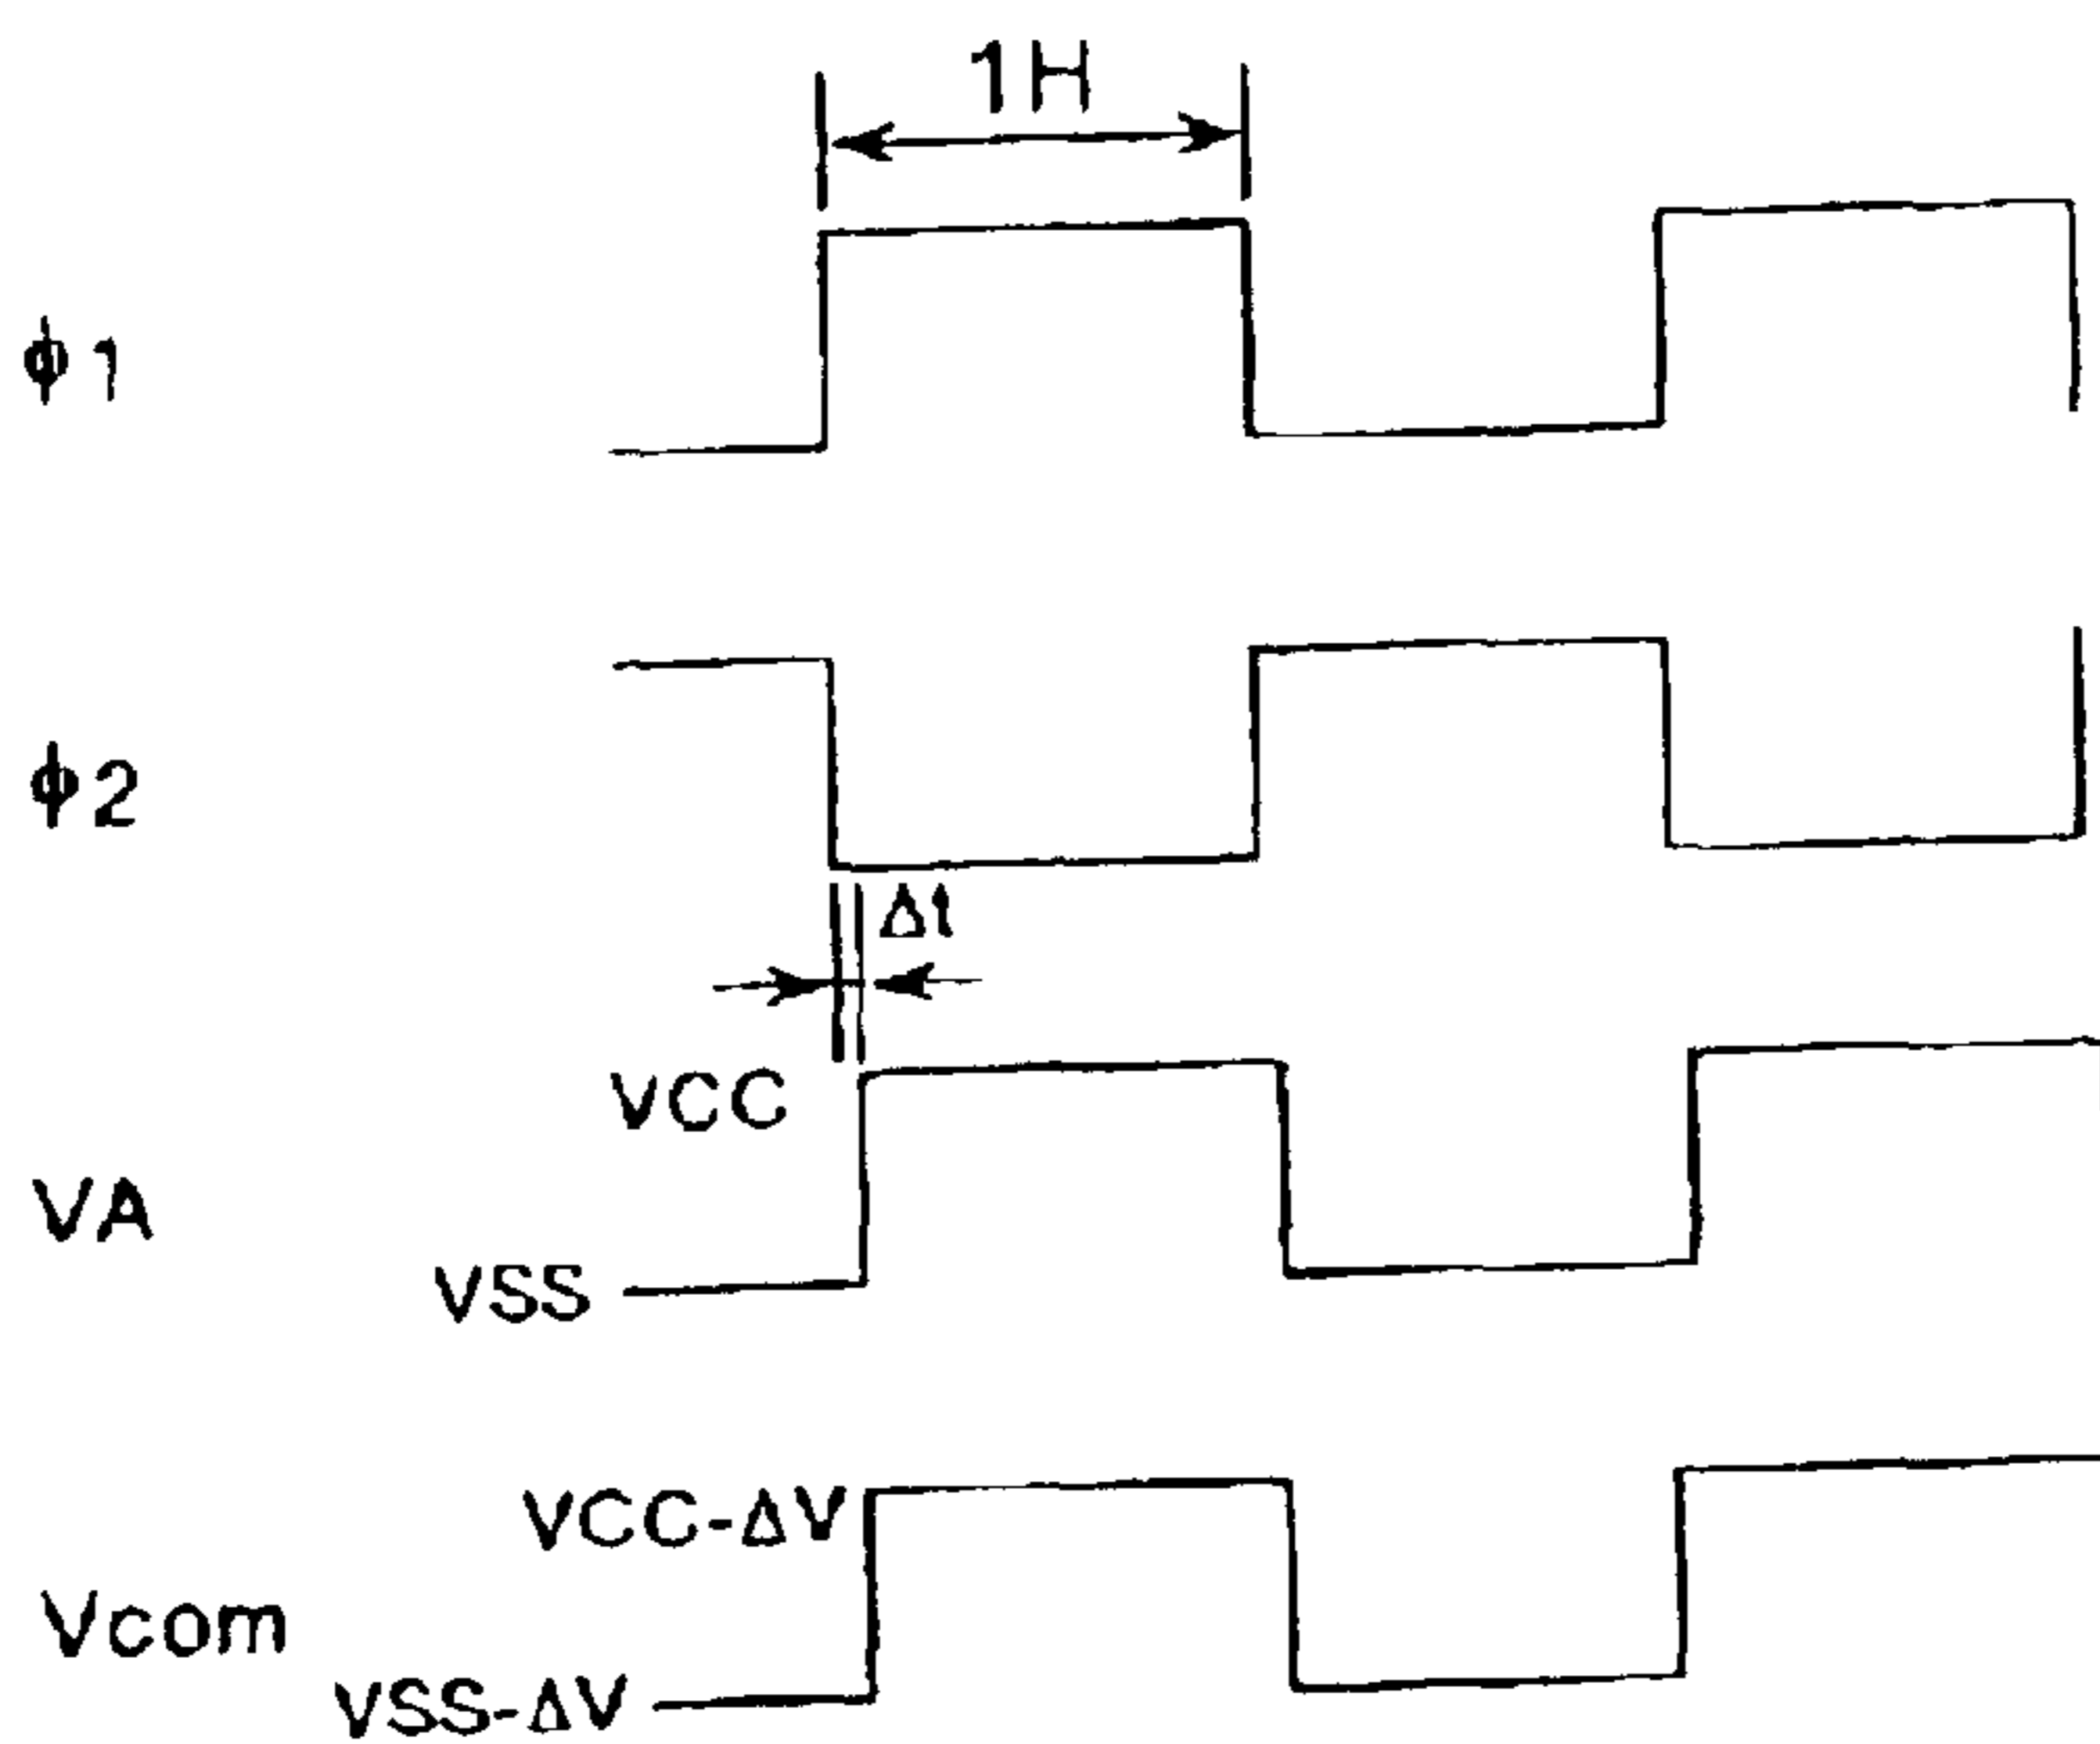 1H
ϕ1
ϕ2
Δt
VCC
VA
VSS
VCC-ΔV
Vcom
VSS-ΔV